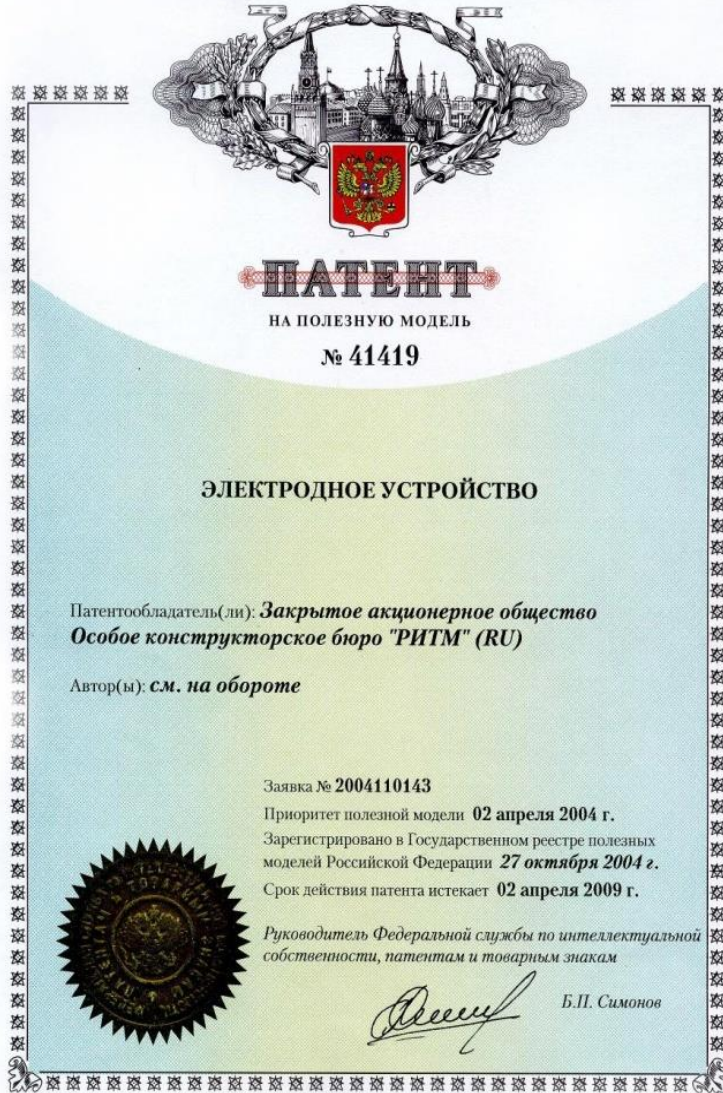 ПАТЕНТ
НА ПОЛЕЗНУЮ МОДЕЛЬ
№ 41419
ЭЛЕКТРОДНОЕ УСТРОЙСТВО
Патентообладатель(ли): Закрытое акционерное общество
Особое конструкторское бюро "РИТМ" (RU)
Автор(ы): см. на обороте
Заявка № 2004110143
Приоритет полезной модели 02 апреля 2004 г.
Зарегистрировано в Государственном реестре полезных
моделей Российской Федерации 27 октября 2004 г.
Срок действия патента истекает 02 апреля 2009 г.
Руководитель Федеральной службы по интеллектуальной
собственности, патентам и товарным знакам
Б.П. Симонов